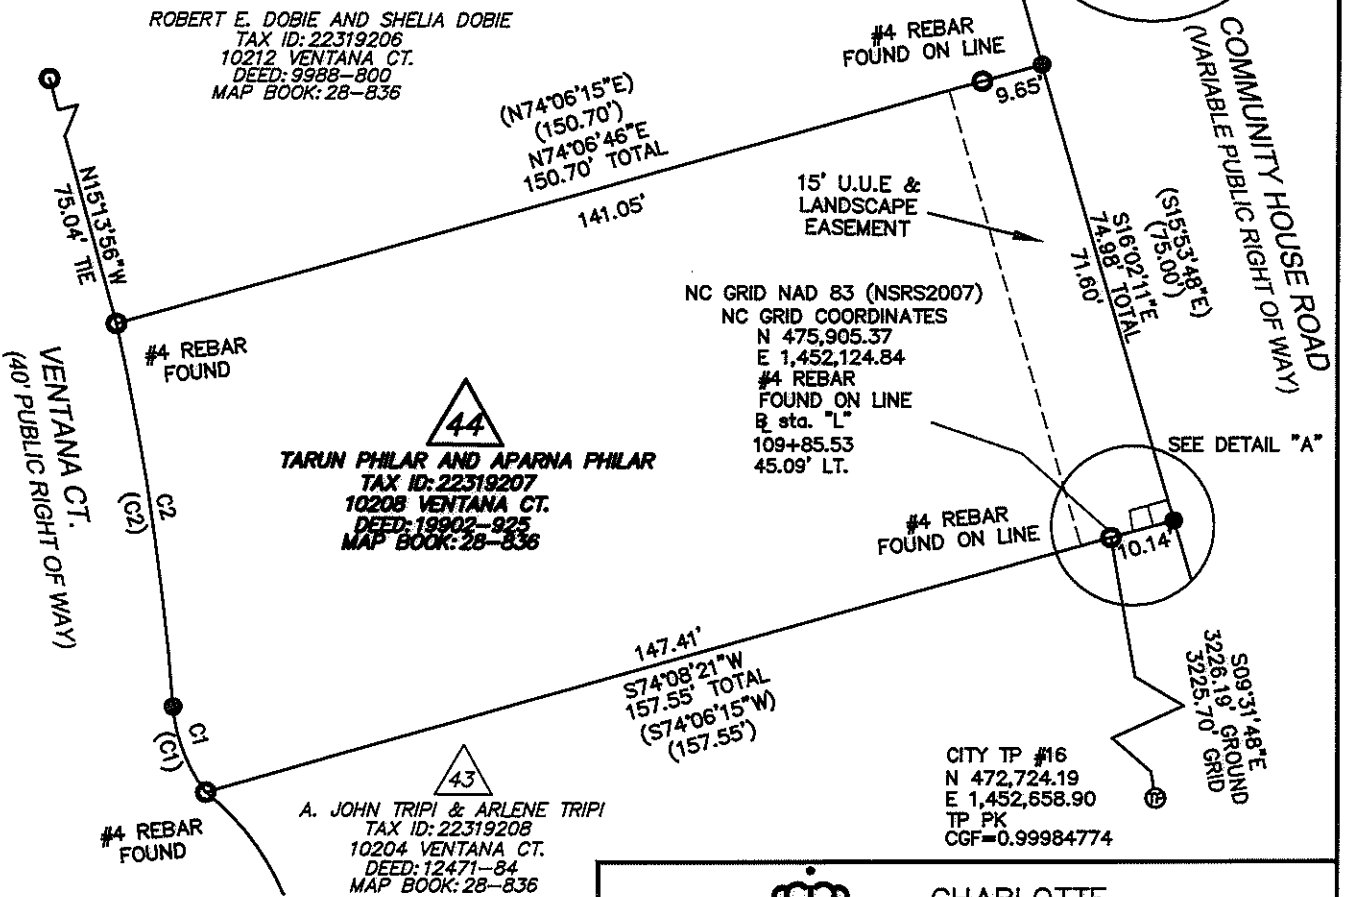 ROBERT E. DOBIE AND SHELIA DOBIE
TAX ID: 22319206
10212 VENTANA CT.
DEED: 9988-800
MAP BOOK: 28-836
#4 REBAR
FOUND ON LINE
9.65'
COMMUNITY HOUSE ROAD
(VARIABLE PUBLIC RIGHT OF WAY)
(N74°06'15"E)
(150.70')
N74°06'46"E
150.70' TOTAL
141.05'
N15°13'56"W
75.04' TIE
15' U.U.E &
LANDSCAPE
EASEMENT
(S15°53'48"E)
(75.00')
S16°02'11"E
74.98' TOTAL
71.60'
NC GRID NAD 83 (NSRS2007)
NC GRID COORDINATES
N 475,905.37
E 1,452,124.84
#4 REBAR
FOUND ON LINE
BL sta. "L"
109+85.53
45.09' LT.
#4 REBAR
FOUND
VENTANA CT.
(40' PUBLIC RIGHT OF WAY)
44
TARUN PHILAR AND APARNA PHILAR
TAX ID: 22319207
10208 VENTANA CT.
DEED: 19902-925
MAP BOOK: 28-836
C2
(C2)
SEE DETAIL "A"
#4 REBAR
FOUND ON LINE
10.14'
147.41'
S74°08'21"W
157.55' TOTAL
(S74°06'15"W)
(157.55')
S09°31'48"E
3226.19' GROUND
3225.70' GRID
C1
(C1)
#4 REBAR
FOUND
43
A. JOHN TRIPI & ARLENE TRIPI
TAX ID: 22319208
10204 VENTANA CT.
DEED: 12471-84
MAP BOOK: 28-836
CITY TP #16
N 472,724.19
E 1,452,658.90
TP PK
CGF=0.99984774
TP
CHARLOTTE